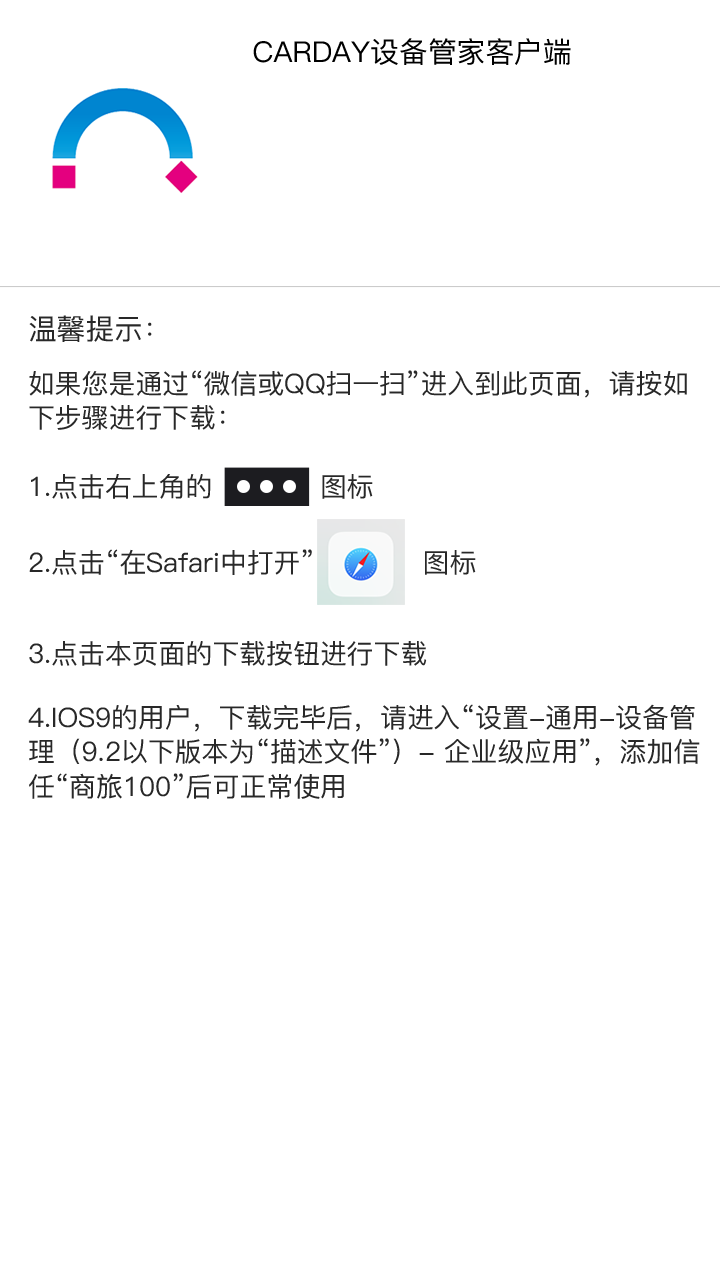 CARDAY设备管家客户端
温馨提示：
如果您是通过“微信或QQ扫一扫”进入到此页面，请按如
下步骤进行下载：
1.点击右上角的 图标
2.点击“在Safari中打开” 图标
3.点击本页面的下载按钮进行下载
4.IOS9的用户，下载完毕后，请进入“设置–通用–设备管
理（9.2以下版本为“描述文件”）– 企业级应用”，添加信
任“商旅100”后可正常使用